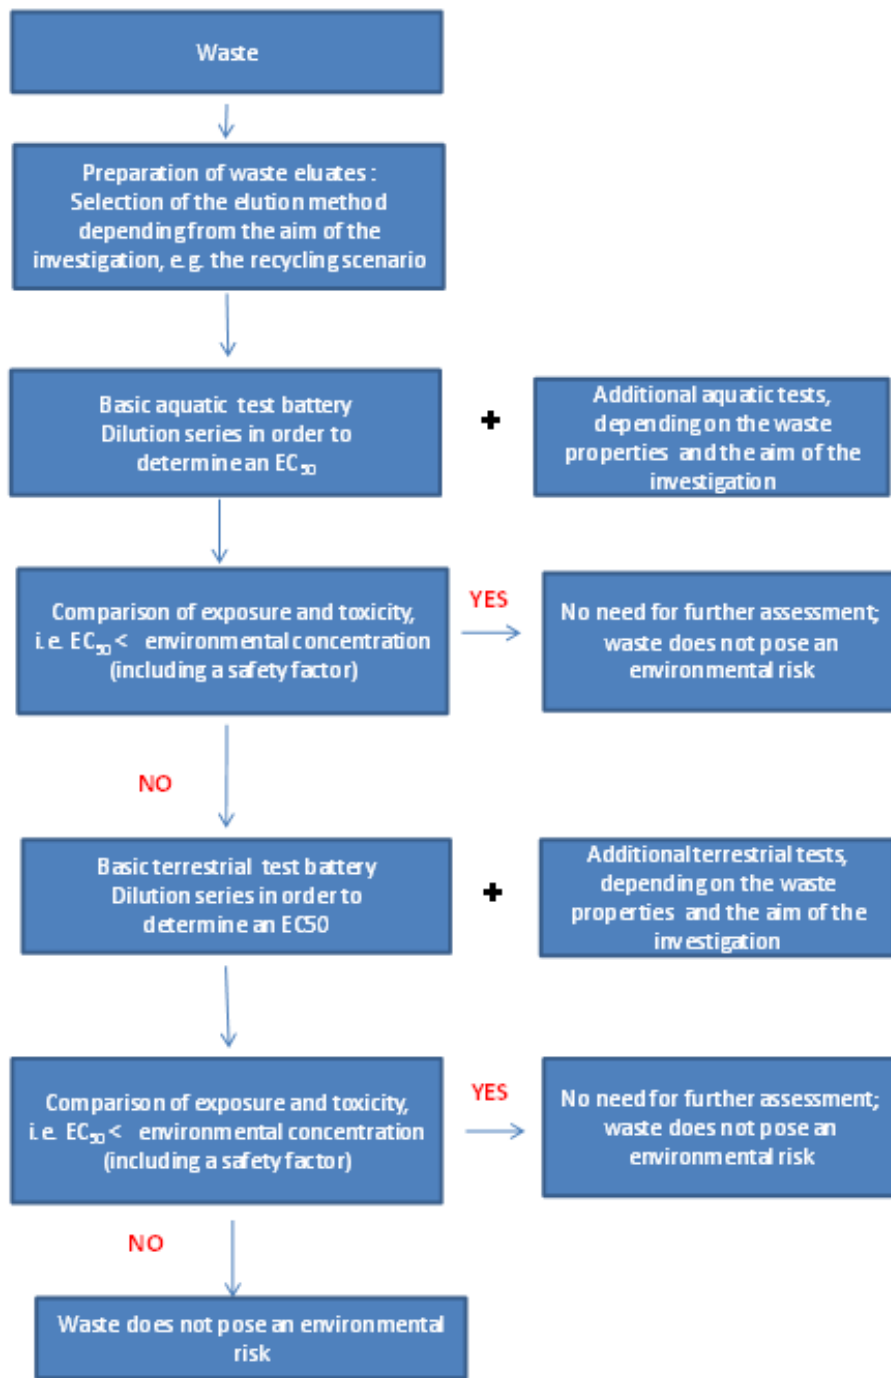 Waste
Preparation of waste eluates :
Selection of the elution method
depending from the aim of the
investigation, e.g. the recycling scenario
Basic aquatic test battery
Dilution series in order to
determine an EC₅₀
+
Additional aquatic tests,
depending on the waste
properties and the aim of the
investigation
Comparison of exposure and toxicity,
i.e. EC₅₀ < environmental concentration
(including a safety factor)
YES
No need for further assessment;
waste does not pose an
environmental risk
NO
Basic terrestrial test battery
Dilution series in order to
determine an EC50
+
Additional terrestrial tests,
depending on the waste
properties and the aim of the
investigation
Comparison of exposure and toxicity,
i.e. EC₅₀ < environmental concentration
(including a safety factor)
YES
No need for further assessment;
waste does not pose an
environmental risk
NO
Waste does not pose an environmental
risk